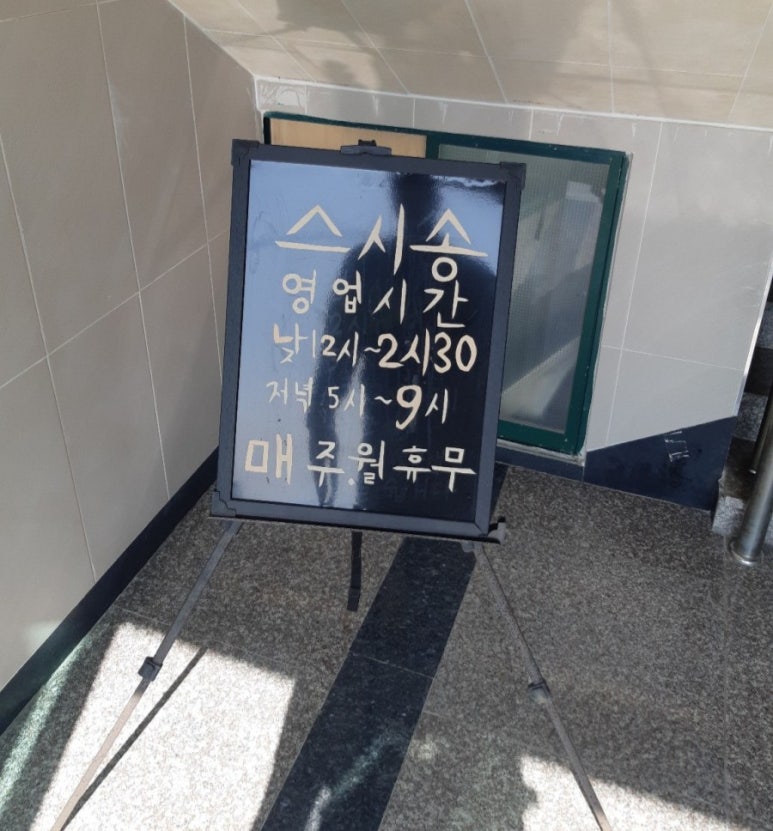 스시송
영업시간
낮12시~2시30
저녁 5시~9시
매주.월휴무